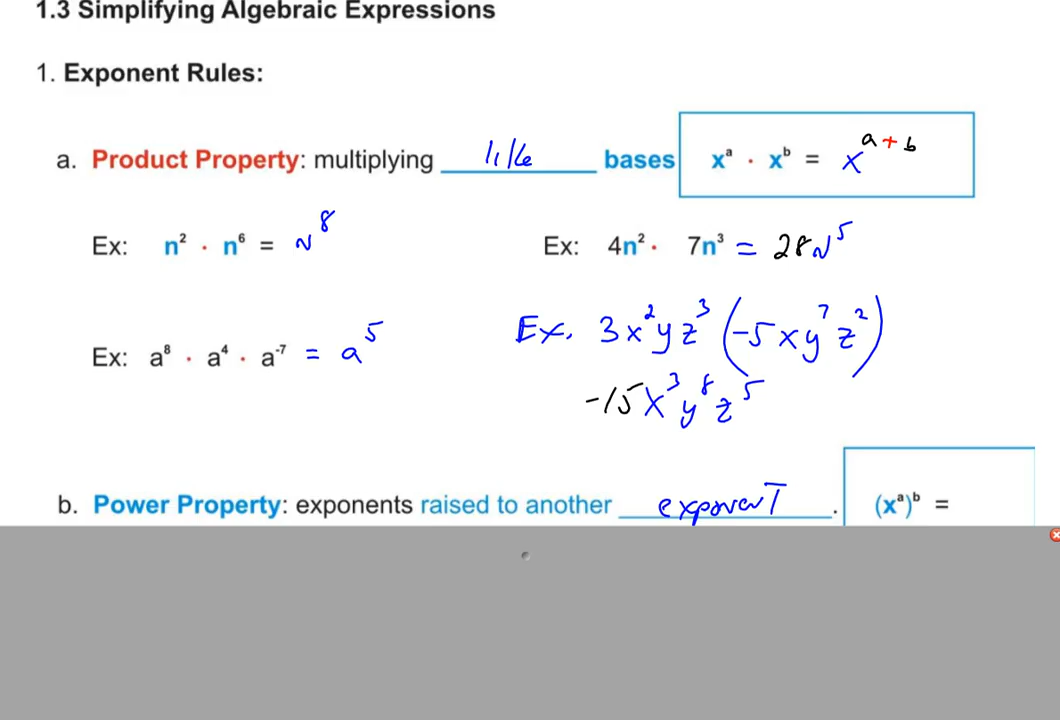 1.3 Simplifying Algebraic Expressions
1. Exponent Rules:
a. Product Property: multiplying like bases xᵃ · xᵇ = x^(a+b)
Ex: n² · n⁶ = n⁸ Ex: 4n² · 7n³ = 28n⁵
Ex: a⁸ · a⁴ · a⁻⁷ = a⁵ Ex. 3x²yz³(-5xy⁷z²)
-15x³y⁸z⁵
b. Power Property: exponents raised to another exponent. (xᵃ)ᵇ =